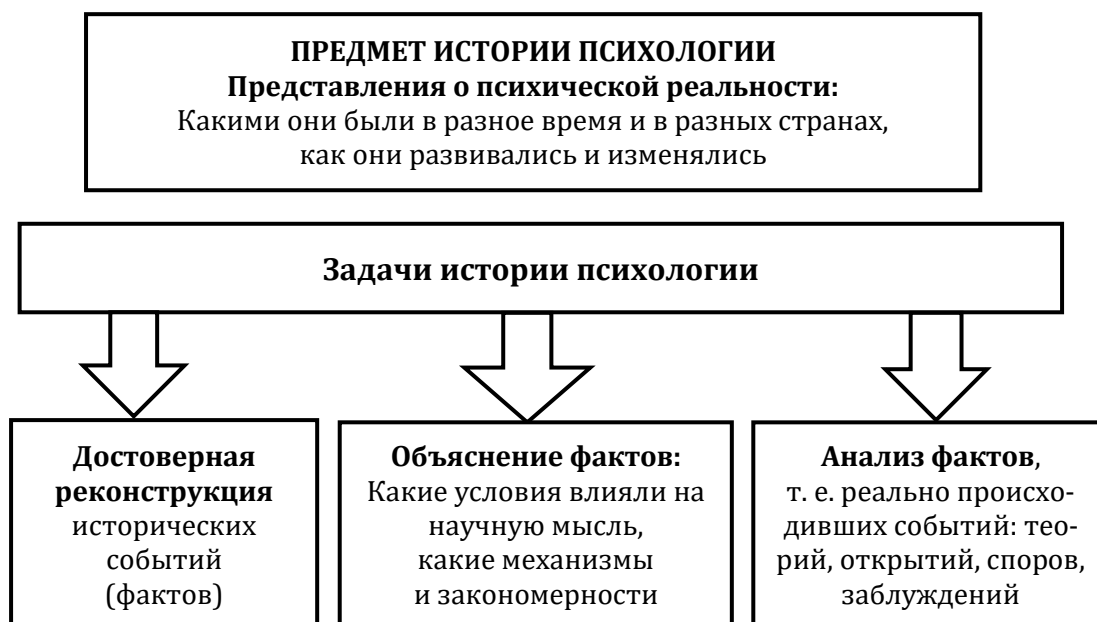 ПРЕДМЕТ ИСТОРИИ ПСИХОЛОГИИ
Представления о психической реальности:
Какими они были в разное время и в разных странах,
как они развивались и изменялись
Задачи истории психологии
Достоверная
реконструкция
исторических
событий
(фактов)
Объяснение фактов:
Какие условия влияли на
научную мысль,
какие механизмы
и закономерности
Анализ фактов,
т. е. реально происхо-
дивших событий: тео-
рий, открытий, споров,
заблуждений